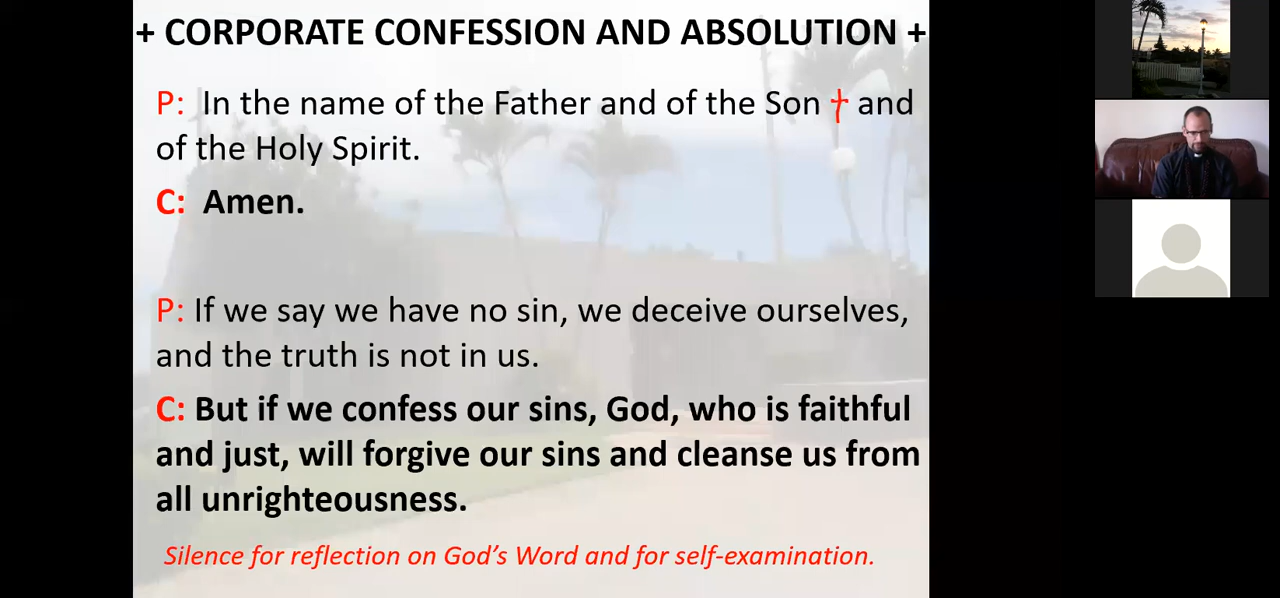 + CORPORATE CONFESSION AND ABSOLUTION +
P: In the name of the Father and of the Son † and
of the Holy Spirit.
C: Amen.
P: If we say we have no sin, we deceive ourselves,
and the truth is not in us.
C: But if we confess our sins, God, who is faithful
and just, will forgive our sins and cleanse us from
all unrighteousness.
Silence for reflection on God’s Word and for self-examination.